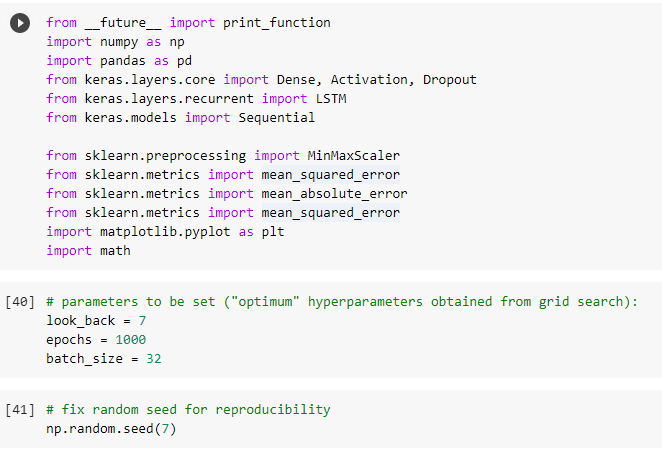 from __future__ import print_function
import numpy as np
import pandas as pd
from keras.layers.core import Dense, Activation, Dropout
from keras.layers.recurrent import LSTM
from keras.models import Sequential
from sklearn.preprocessing import MinMaxScaler
from sklearn.metrics import mean_squared_error
from sklearn.metrics import mean_absolute_error
from sklearn.metrics import mean_squared_error
import matplotlib.pyplot as plt
import math
[40] # parameters to be set ("optimum" hyperparameters obtained from grid search):
look_back = 7
epochs = 1000
batch_size = 32
[41] # fix random seed for reproducibility
np.random.seed(7)